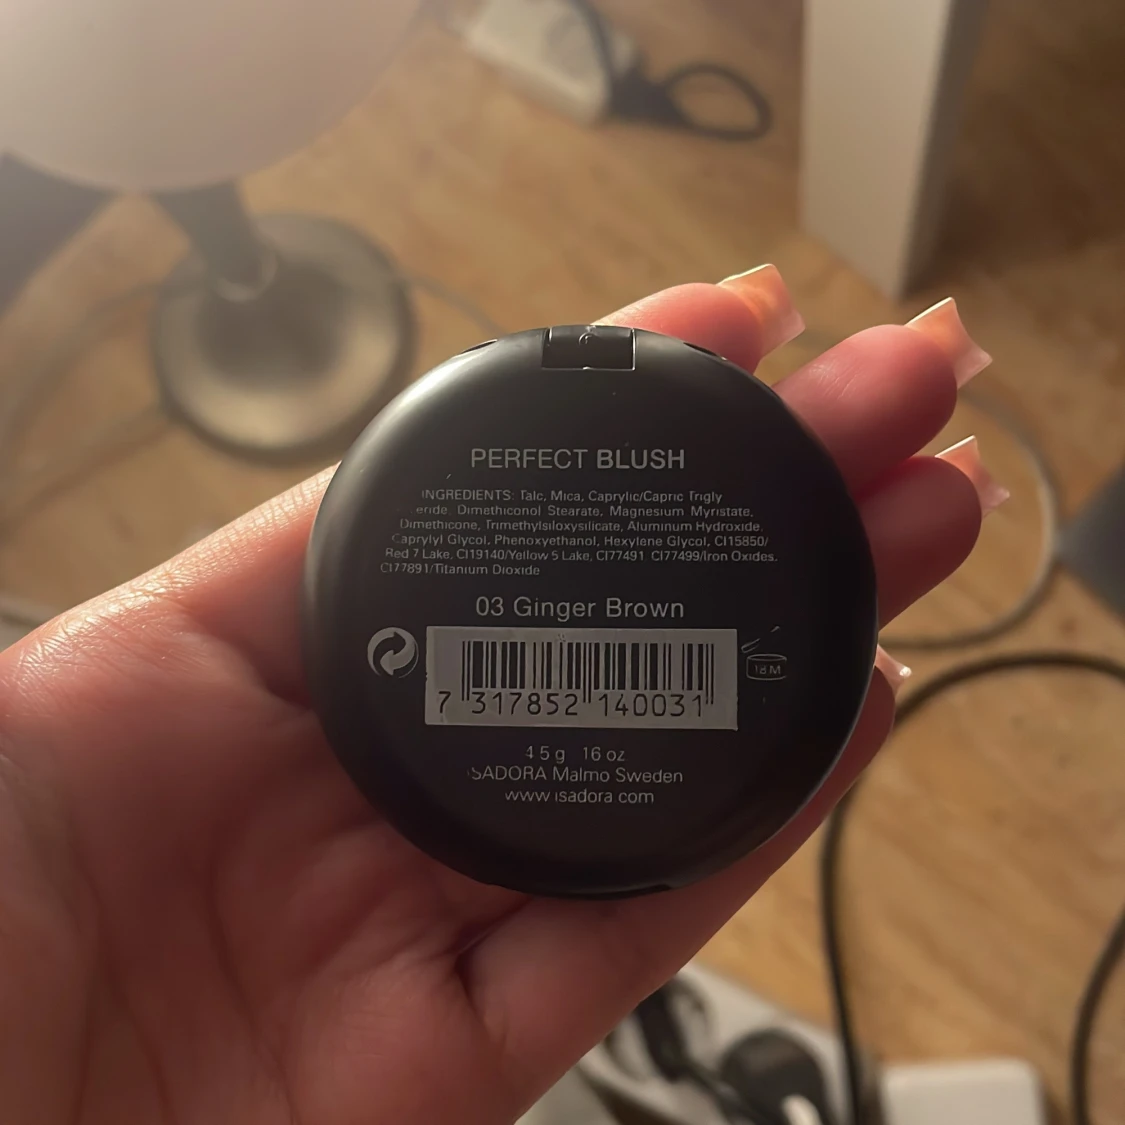 PERFECT BLUSH
INGREDIENTS: Talc, Mica, Caprylic/Capric Trigly
eride, Dimethiconol Stearate, Magnesium Myristate,
Dimethicone, Trimethylsiloxysilicate, Aluminum Hydroxide.
Caprylyl Glycol, Phenoxyethanol, Hexylene Glycol, CI15850/
Red 7 Lake, CI19140/Yellow 5 Lake, CI77491 CI77499/Iron Oxides.
CI77891/Titanium Dioxide
03 Ginger Brown
18M
7 317852 140031
4 5 g 16 oz
ISADORA Malmo Sweden
www isadora com